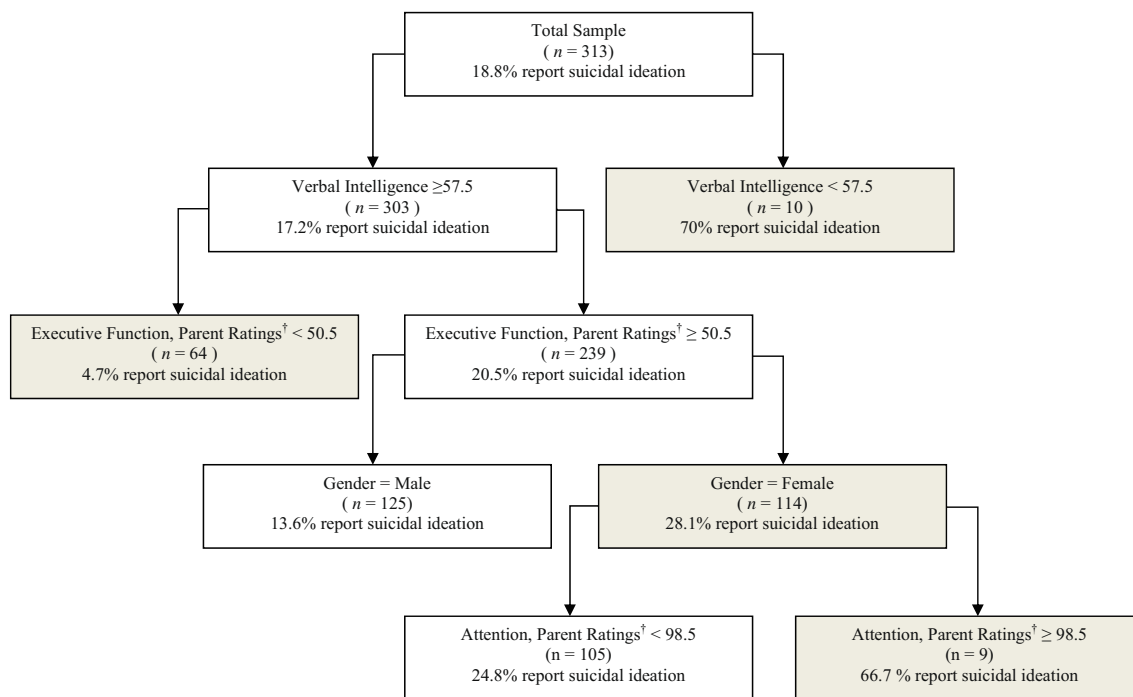 Total Sample
( n = 313)
18.8% report suicidal ideation
Verbal Intelligence ≥57.5
( n = 303 )
17.2% report suicidal ideation
Verbal Intelligence < 57.5
( n = 10 )
70% report suicidal ideation
Executive Function, Parent Ratings† < 50.5
( n = 64 )
4.7% report suicidal ideation
Executive Function, Parent Ratings† ≥ 50.5
( n = 239 )
20.5% report suicidal ideation
Gender = Male
( n = 125)
13.6% report suicidal ideation
Gender = Female
( n = 114)
28.1% report suicidal ideation
Attention, Parent Ratings† < 98.5
(n = 105)
24.8% report suicidal ideation
Attention, Parent Ratings† ≥ 98.5
(n = 9)
66.7 % report suicidal ideation